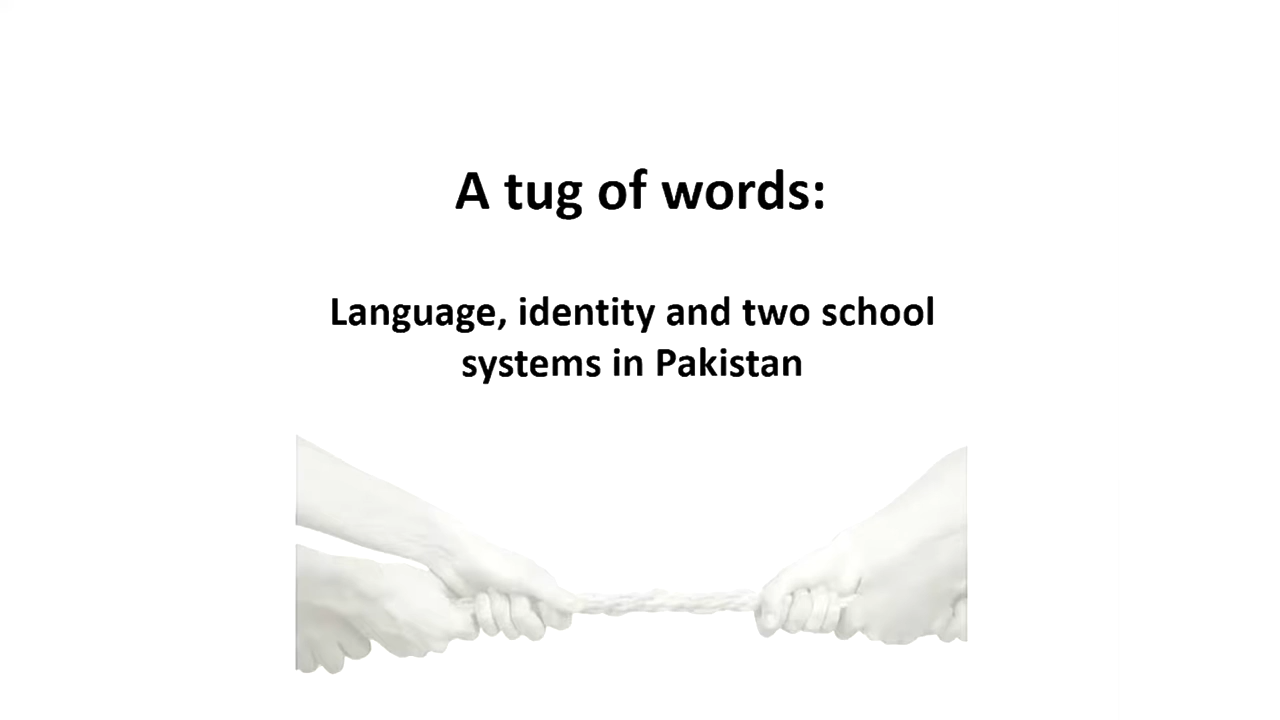 A tug of words:
Language, identity and two school
systems in Pakistan